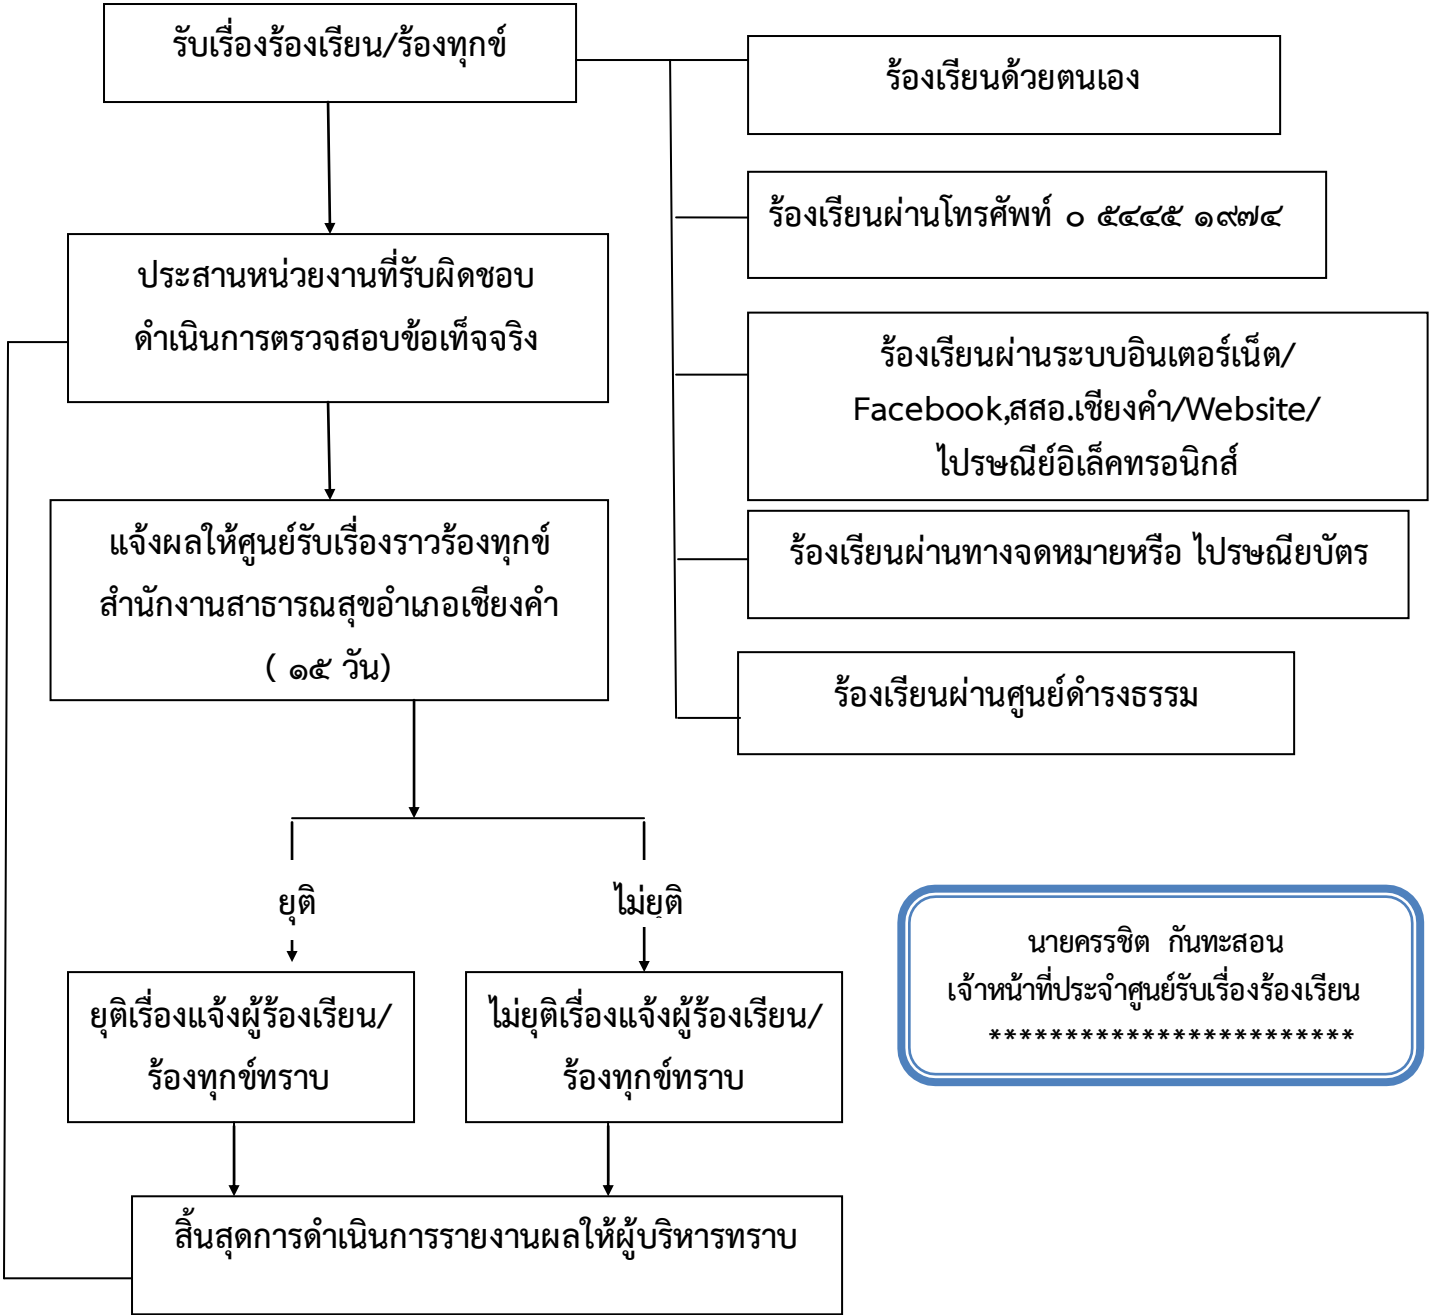 รับเรื่องร้องเรียน/ร้องทุกข์
ร้องเรียนด้วยตนเอง
ร้องเรียนผ่านโทรศัพท์ ๐ ๕๔๔๕ ๑๙๗๔
ประสานหน่วยงานที่รับผิดชอบ
ดำเนินการตรวจสอบข้อเท็จจริง
ร้องเรียนผ่านระบบอินเตอร์เน็ต/
Facebook,สสอ.เชียงคำ/Website/
ไปรษณีย์อิเล็คทรอนิกส์
แจ้งผลให้ศูนย์รับเรื่องราวร้องทุกข์
สำนักงานสาธารณสุขอำเภอเชียงคำ
( ๑๕ วัน)
ร้องเรียนผ่านทางจดหมายหรือ ไปรษณียบัตร
ร้องเรียนผ่านศูนย์ดำรงธรรม
ยุติ
ไม่ยุติ
ยุติเรื่องแจ้งผู้ร้องเรียน/
ร้องทุกข์ทราบ
ไม่ยุติเรื่องแจ้งผู้ร้องเรียน/
ร้องทุกข์ทราบ
นายครรชิต กันทะสอน
เจ้าหน้าที่ประจำศูนย์รับเรื่องร้องเรียน
************************
สิ้นสุดการดำเนินการรายงานผลให้ผู้บริหารทราบ